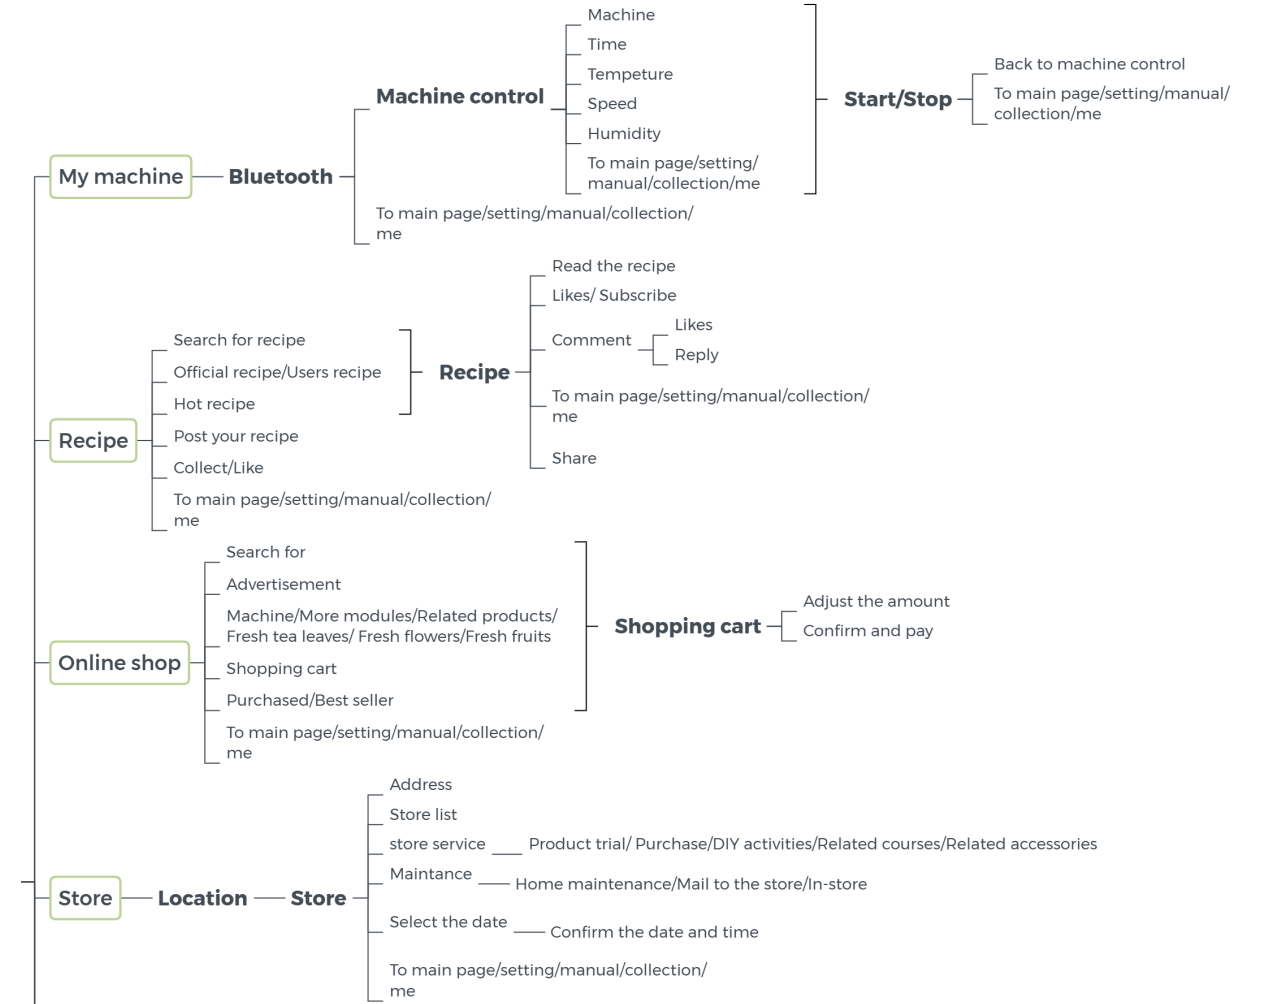 Machine
Time
Tempeture
Speed
Humidity
To main page/setting/
manual/collection/me
Machine control
Start/Stop
Back to machine control
To main page/setting/manual/
collection/me
My machine
Bluetooth
To main page/setting/manual/collection/
me
Read the recipe
Likes/ Subscribe
Comment
Likes
Reply
To main page/setting/manual/collection/
me
Share
Search for recipe
Official recipe/Users recipe
Hot recipe
Recipe
Recipe
Post your recipe
Collect/Like
To main page/setting/manual/collection/
me
Search for
Advertisement
Machine/More modules/Related products/
Fresh tea leaves/ Fresh flowers/Fresh fruits
Shopping cart
Purchased/Best seller
To main page/setting/manual/collection/
me
Online shop
Shopping cart
Adjust the amount
Confirm and pay
Address
Store list
store service
Product trial/ Purchase/DIY activities/Related courses/Related accessories
Maintance
Home maintenance/Mail to the store/In-store
Store
Location
Store
Select the date
Confirm the date and time
To main page/setting/manual/collection/
me